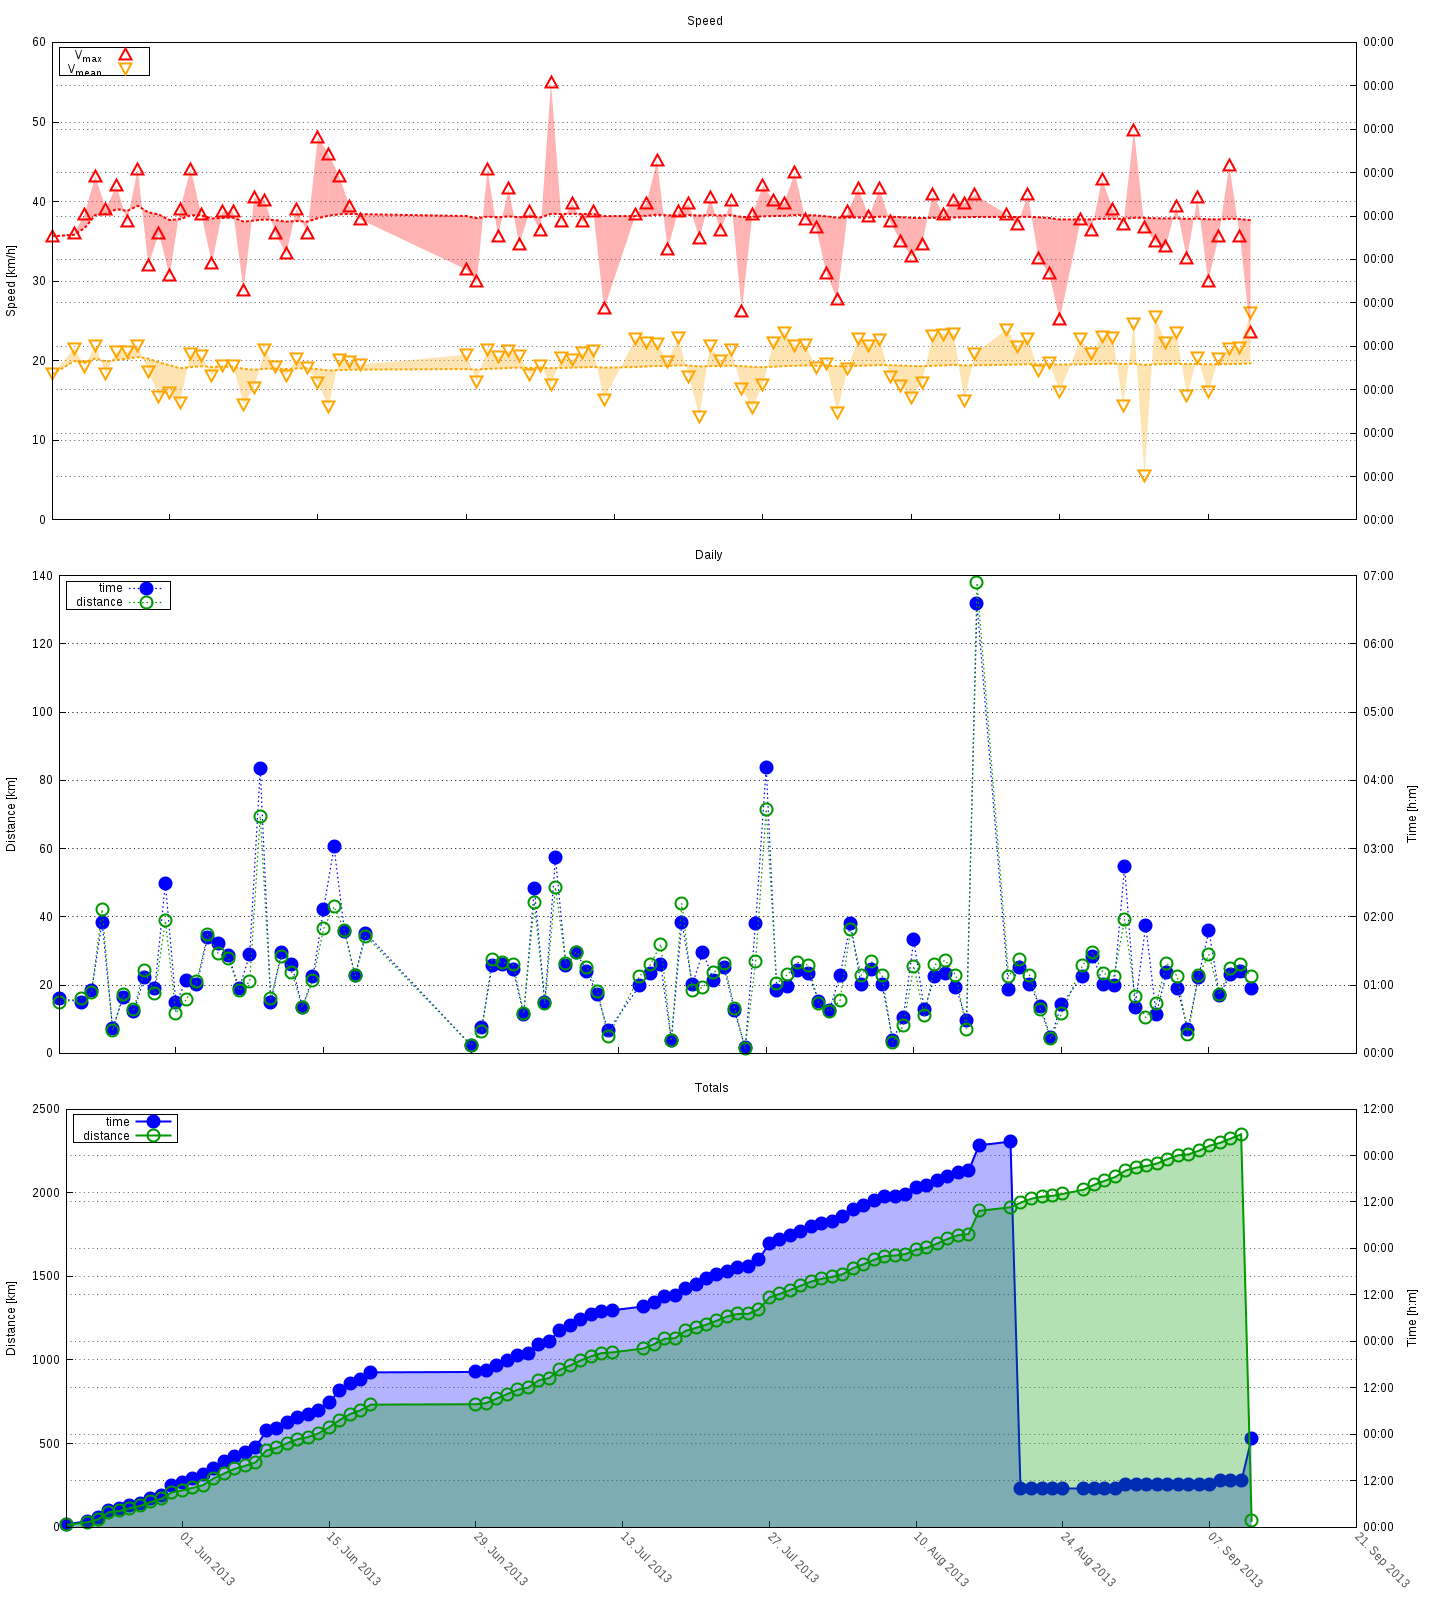 Speed
60
50
40
30
20
10
0
Speed [km/h]
Vmax
Vmean
00:00
00:00
00:00
00:00
00:00
00:00
00:00
00:00
00:00
00:00
00:00
00:00
Daily
140
120
100
80
60
40
20
0
Distance [km]
time
distance
07:00
06:00
05:00
04:00
03:00
02:00
01:00
00:00
Time [h:m]
Totals
2500
2000
1500
1000
500
0
Distance [km]
time
distance
12:00
00:00
12:00
00:00
12:00
00:00
12:00
00:00
12:00
00:00
Time [h:m]
01. Jun 2013
15. Jun 2013
29. Jun 2013
13. Jul 2013
27. Jul 2013
10. Aug 2013
24. Aug 2013
07. Sep 2013
21. Sep 2013